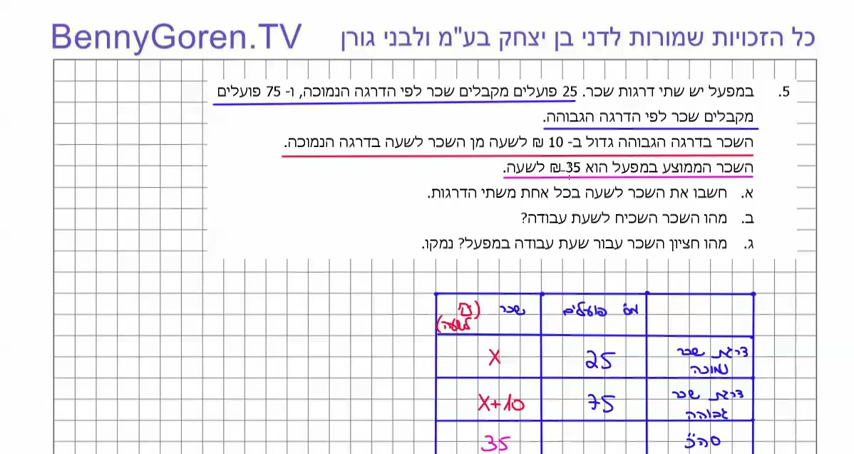 BennyGoren.TV כל הזכויות שמורות לדני בן יצחק בע"מ ולבני גורן
5. במפעל יש שתי דרגות שכר. 25 פועלים מקבלים שכר לפי הדרגה הנמוכה, ו- 75 פועלים
מקבלים שכר לפי הדרגה הגבוהה.
השכר בדרגה הגבוהה גדול ב- 10 ₪ לשעה מן השכר לשעה בדרגה הנמוכה.
השכר הממוצע במפעל הוא 35 ₪ לשעה.
א. חשבו את השכר לשעה בכל אחת משתי הדרגות.
ב. מהו השכר השכיח לשעת עבודה?
ג. מהו חציון השכר עבור שעת עבודה במפעל? נמקו.
מס' פועלים שכר (₪
לשעה)
דרגת שכר 25 x
נמוכה
דרגת שכר 75 x+10
גבוהה
סה"כ 35